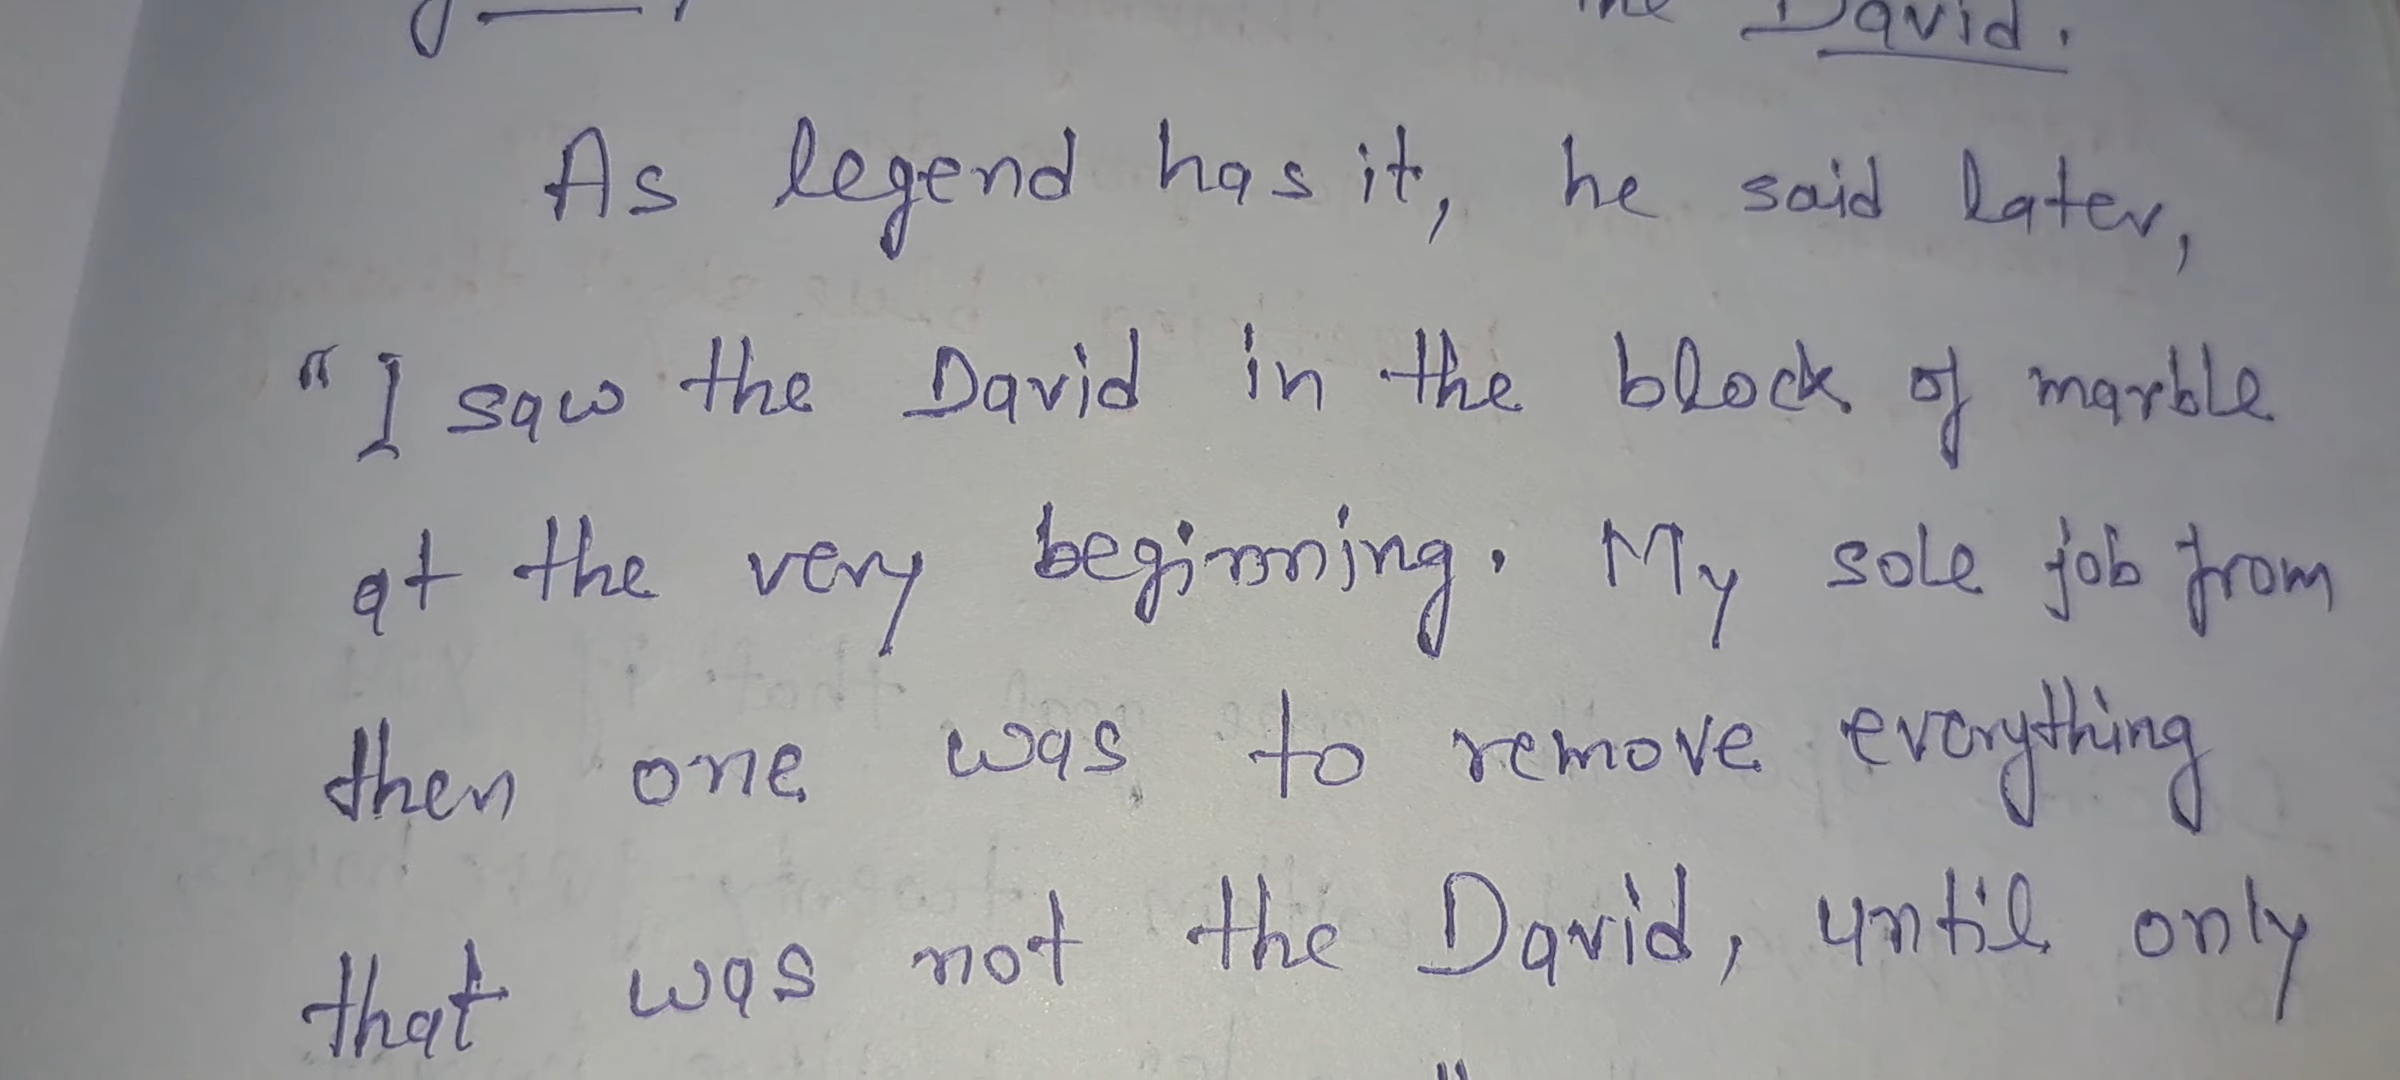 the David.
As legend has it, he said later,
"I saw the David in the block of marble
at the very beginning. My sole job from
then one was to remove everything
that was not the David, until only